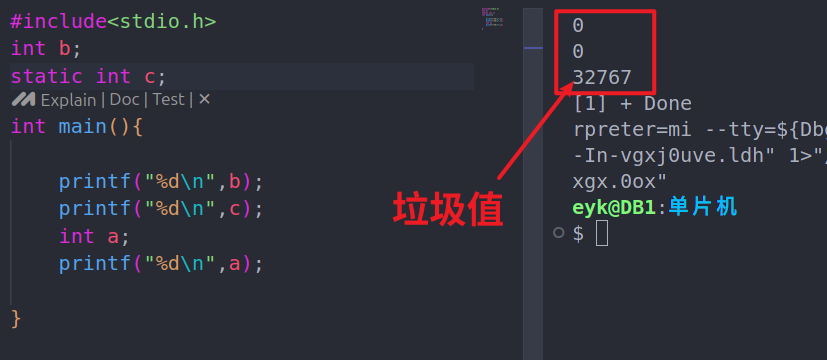 #include<stdio.h>
int b;
static int c;
Explain | Doc | Test | ×
int main(){
printf("%d\n",b);
printf("%d\n",c);
int a;
printf("%d\n",a);
}
垃圾值
0
0
32767
[1] + Done
rpreter=mi --tty=${Dbg
-In-vgxj0uve.ldh" 1>"/
xgx.0ox"
eyk@DB1:单片机
$